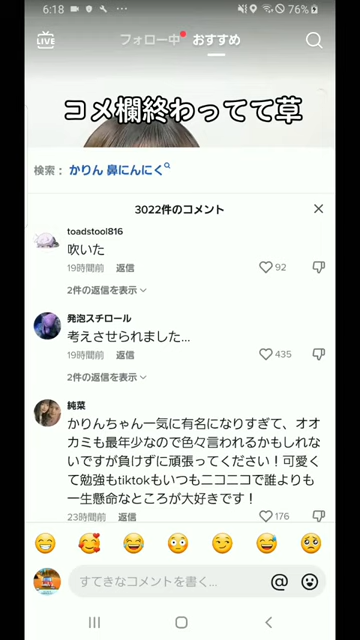 6:18
76%
LIVE
フォロー中
おすすめ
コメ欄終わってて草
検索： かりん 鼻にんにく
3022件のコメント
toadstool816
吹いた
19時間前 返信 92
2件の返信を表示
発泡スチロール
考えさせられました…
19時間前 返信 435
2件の返信を表示
純菜
かりんちゃん一気に有名になりすぎて、オオ
カミも最年少なので色々言われるかもしれな
いですが負けずに頑張ってください！可愛く
て勉強もtiktokもいつもニコニコで誰よりも
一生懸命なところが大好きです！
23時間前 返信 176
すてきなコメントを書く...